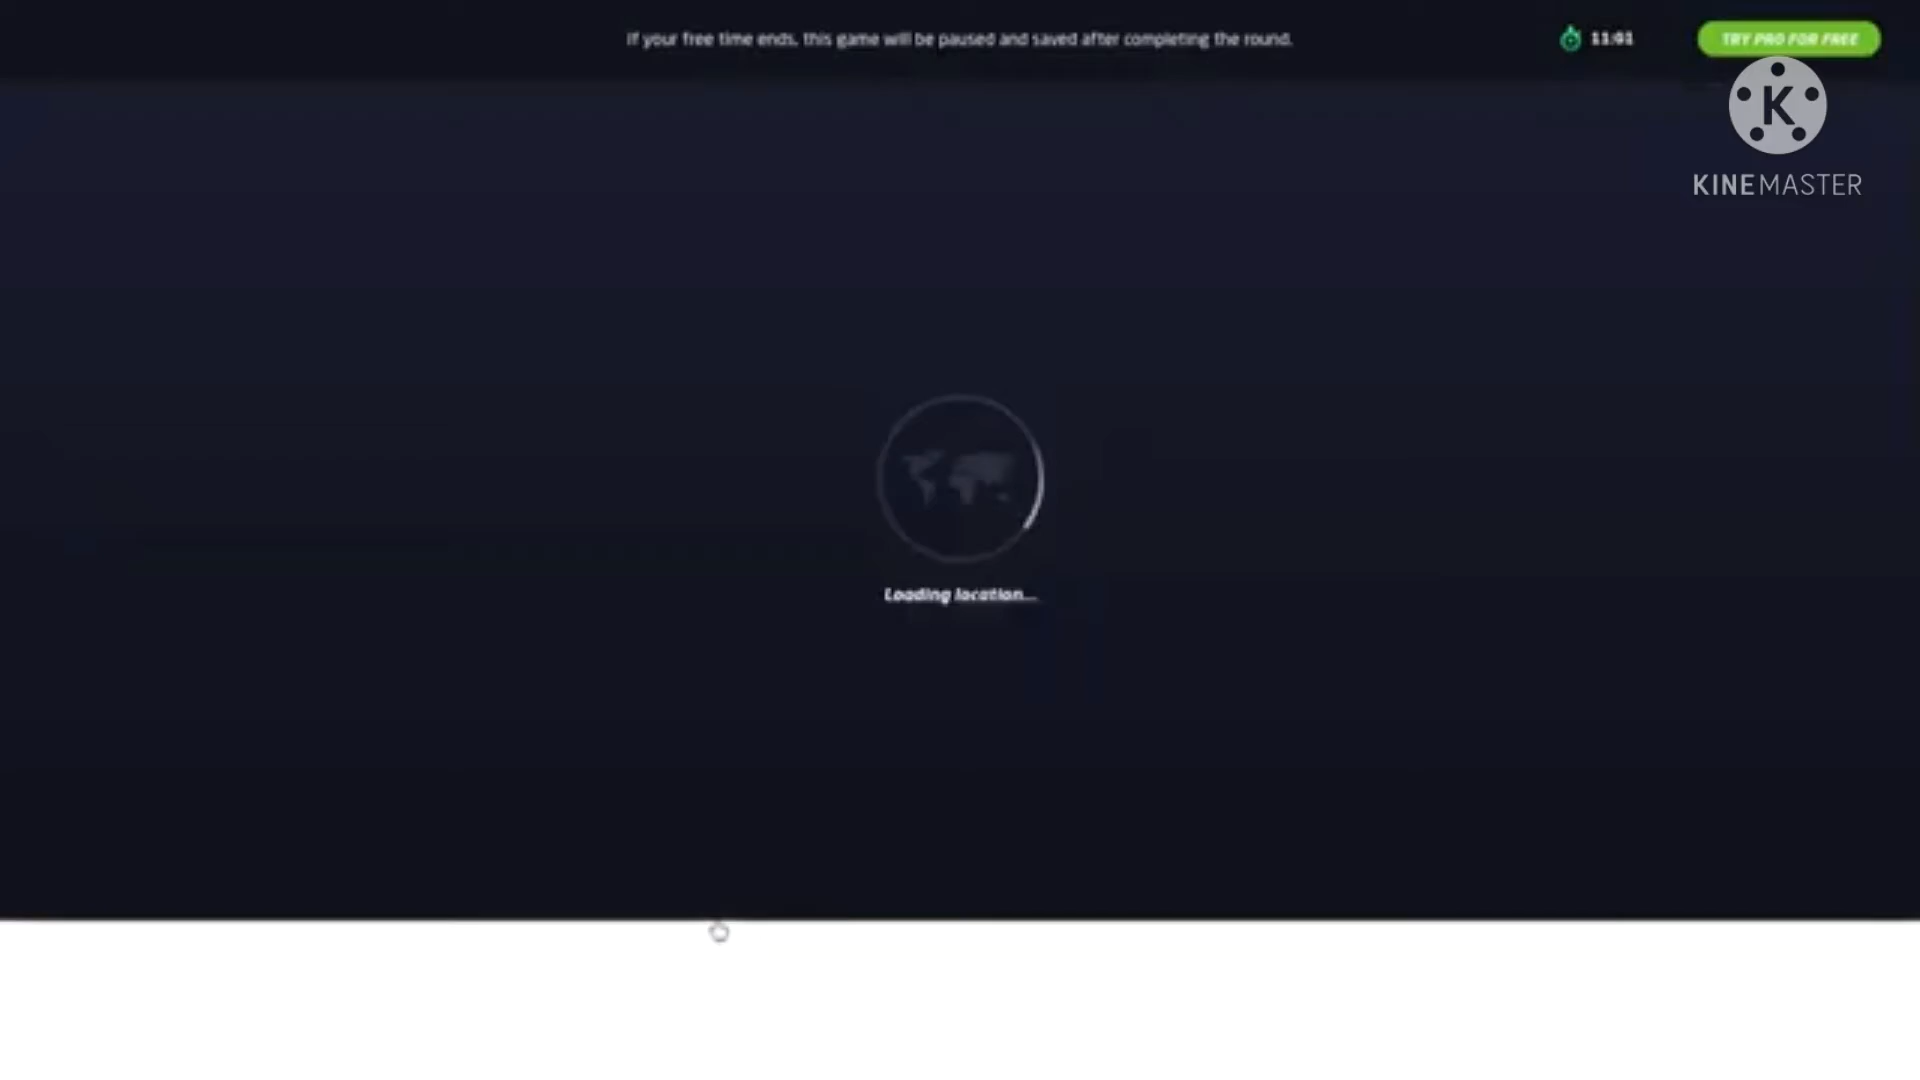 If your free time ends, this game will be paused and saved after completing the round.
11:01
TRY PRO FOR FREE
K
KINEMASTER
Loading location...